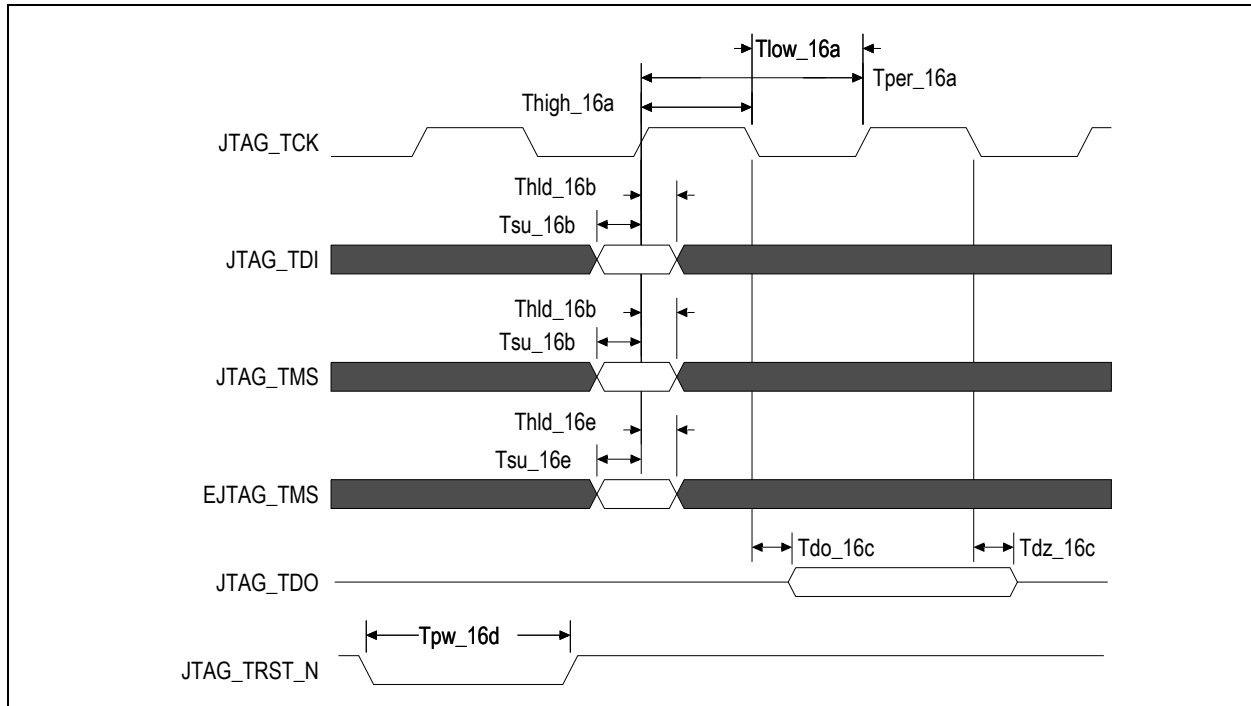 Tlow_16a
Tper_16a
Thigh_16a
JTAG_TCK
Thld_16b
Tsu_16b
JTAG_TDI
Thld_16b
Tsu_16b
JTAG_TMS
Thld_16e
Tsu_16e
EJTAG_TMS
Tdo_16c
Tdz_16c
JTAG_TDO
Tpw_16d
JTAG_TRST_N